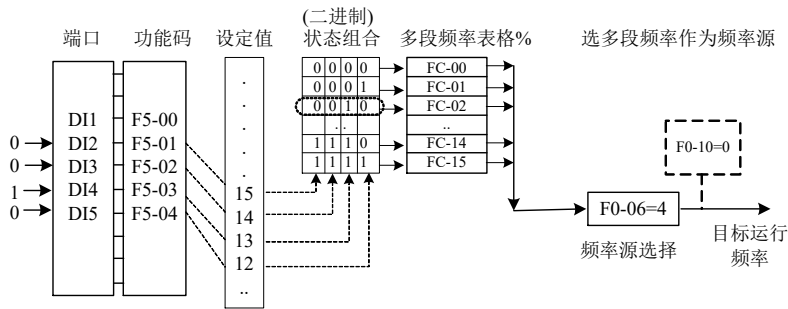 (二进制)
端口 功能码 设定值 状态组合 多段频率表格% 选多段频率作为频率源
0 0 0 0 FC-00
. 0 0 0 1 FC-01
. 0 0 1 0 FC-02
DI1 F5-00 . .. ..
0 DI2 F5-01 . 1 1 1 0 FC-14 F0-10=0
0 DI3 F5-02 . 1 1 1 1 FC-15
1 DI4 F5-03 15
0 DI5 F5-04 14 F0-06=4
13 频率源选择 目标运行
12 频率
..